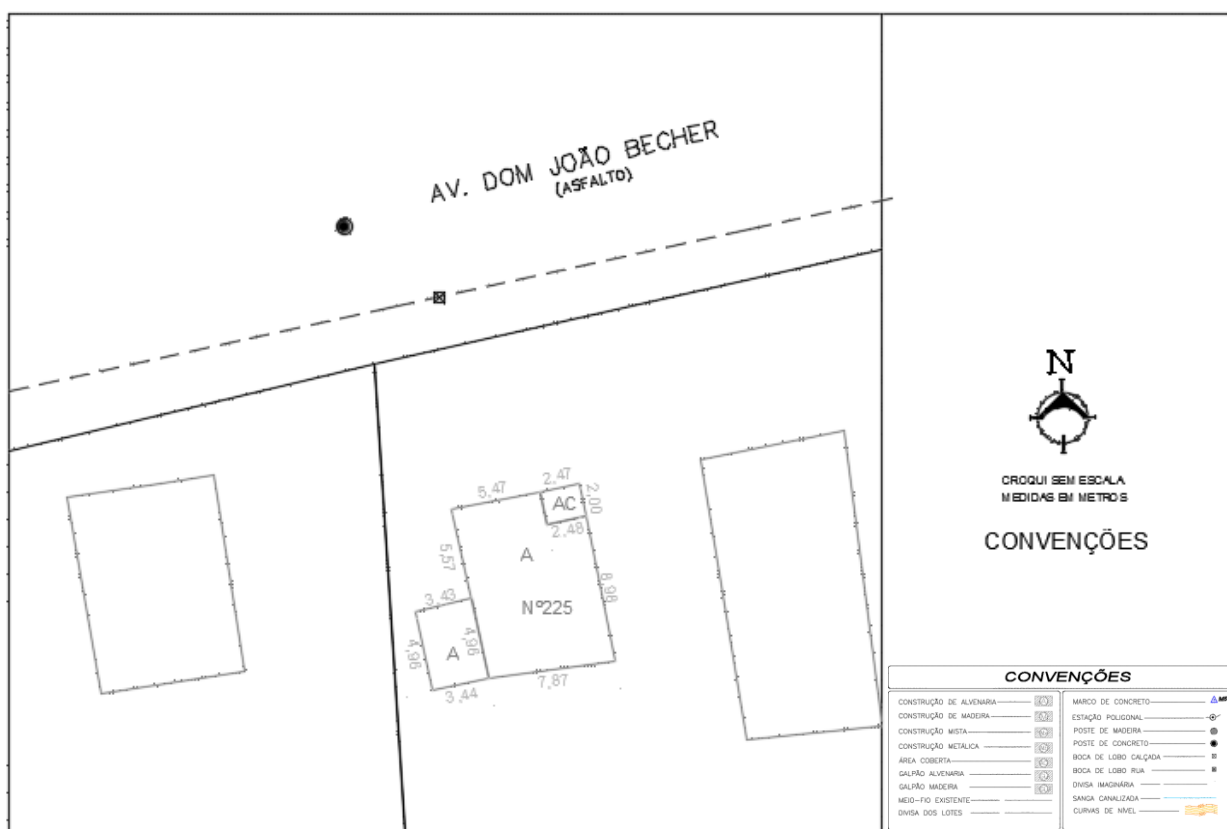 AV. DOM JOÃO BECHER
(ASFALTO)
N
CROQUI SEM ESCALA
MEDIDAS EM METROS
CONVENÇÕES
5,47
2,47
AC
2,00
2,48
5,57
A
8,98
3,43
Nº225
4,96
A
4,96
3,44
7,87
CONVENÇÕES
CONSTRUÇÃO DE ALVENARIA
CONSTRUÇÃO DE MADEIRA
CONSTRUÇÃO MISTA
CONSTRUÇÃO METÁLICA
ÁREA COBERTA
GALPÃO ALVENARIA
GALPÃO MADEIRA
MEIO-FIO EXISTENTE
DIVISA DOS LOTES
MARCO DE CONCRETO
ESTAÇÃO POLIGONAL
POSTE DE MADEIRA
POSTE DE CONCRETO
BOCA DE LOBO CALÇADA
BOCA DE LOBO RUA
DIVISA IMAGINÁRIA
SANGA CANALIZADA
CURVAS DE NÍVEL